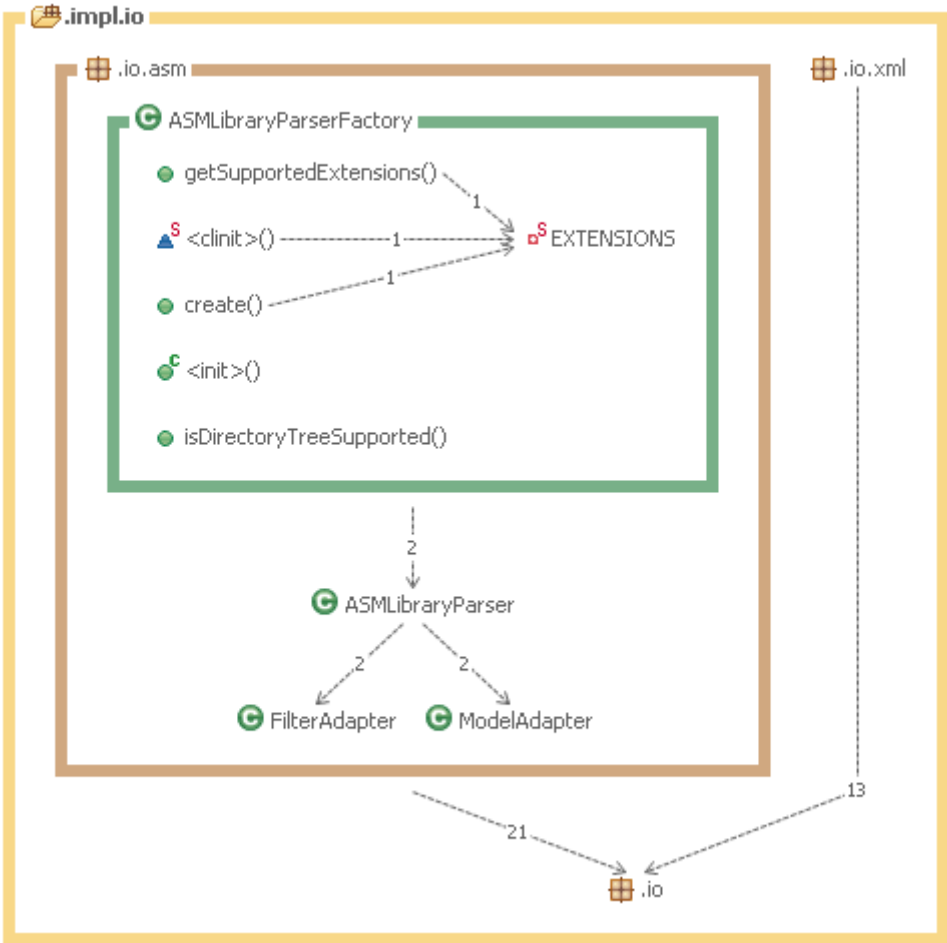 .impl.io
.io.asm
.io.xml
C ASMLibraryParserFactory
getSupportedExtensions()
1
S <clinit>()
1
S EXTENSIONS
1
create()
C <init>()
isDirectoryTreeSupported()
2
C ASMLibraryParser
2
2
C FilterAdapter
C ModelAdapter
13
21
.io